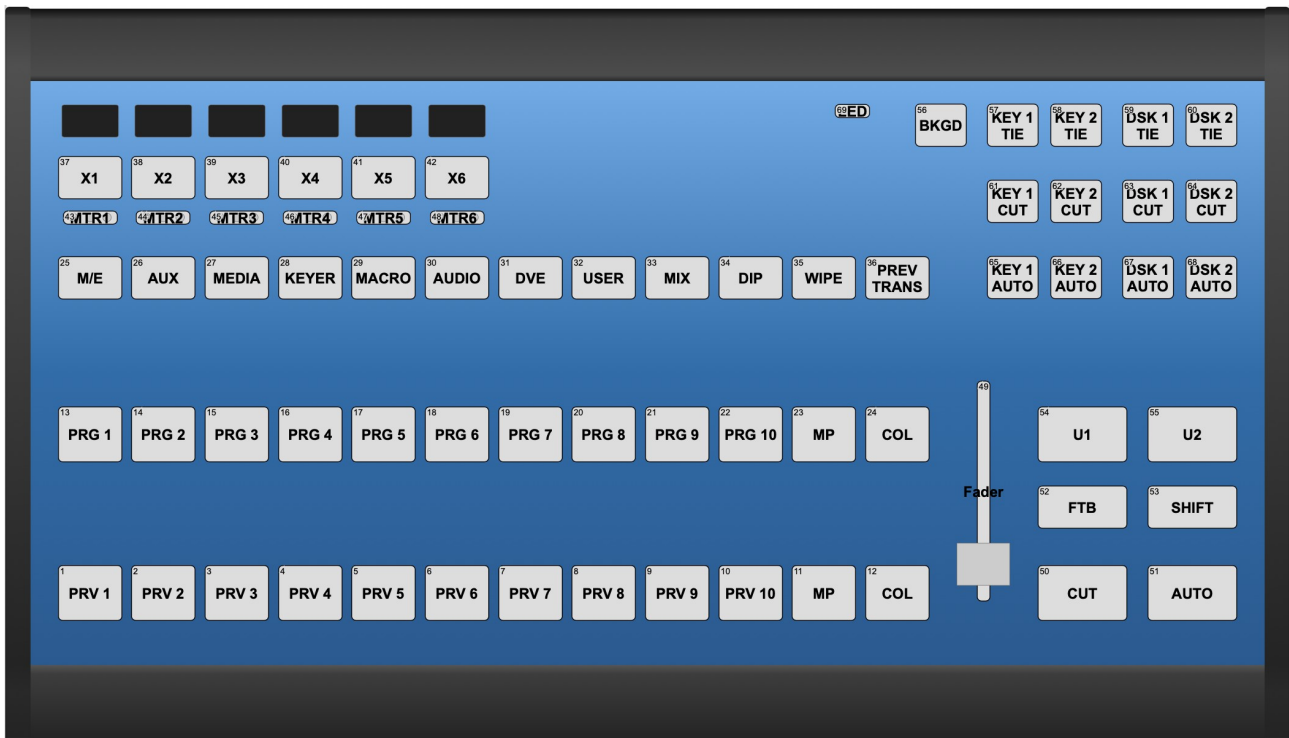 69 ED
56 BKGD
57 KEY 1 TIE
58 KEY 2 TIE
59 DSK 1 TIE
60 DSK 2 TIE
37 X1
38 X2
39 X3
40 X4
41 X5
42 X6
61 KEY 1 CUT
62 KEY 2 CUT
63 DSK 1 CUT
64 DSK 2 CUT
43 MTR1
44 MTR2
45 MTR3
46 MTR4
47 MTR5
48 MTR6
25 M/E
26 AUX
27 MEDIA
28 KEYER
29 MACRO
30 AUDIO
31 DVE
32 USER
33 MIX
34 DIP
35 WIPE
36 PREV TRANS
65 KEY 1 AUTO
66 KEY 2 AUTO
67 DSK 1 AUTO
68 DSK 2 AUTO
13 PRG 1
14 PRG 2
15 PRG 3
16 PRG 4
17 PRG 5
18 PRG 6
19 PRG 7
20 PRG 8
21 PRG 9
22 PRG 10
23 MP
24 COL
49
Fader
54 U1
55 U2
52 FTB
53 SHIFT
1 PRV 1
2 PRV 2
3 PRV 3
4 PRV 4
5 PRV 5
6 PRV 6
7 PRV 7
8 PRV 8
9 PRV 9
10 PRV 10
11 MP
12 COL
50 CUT
51 AUTO